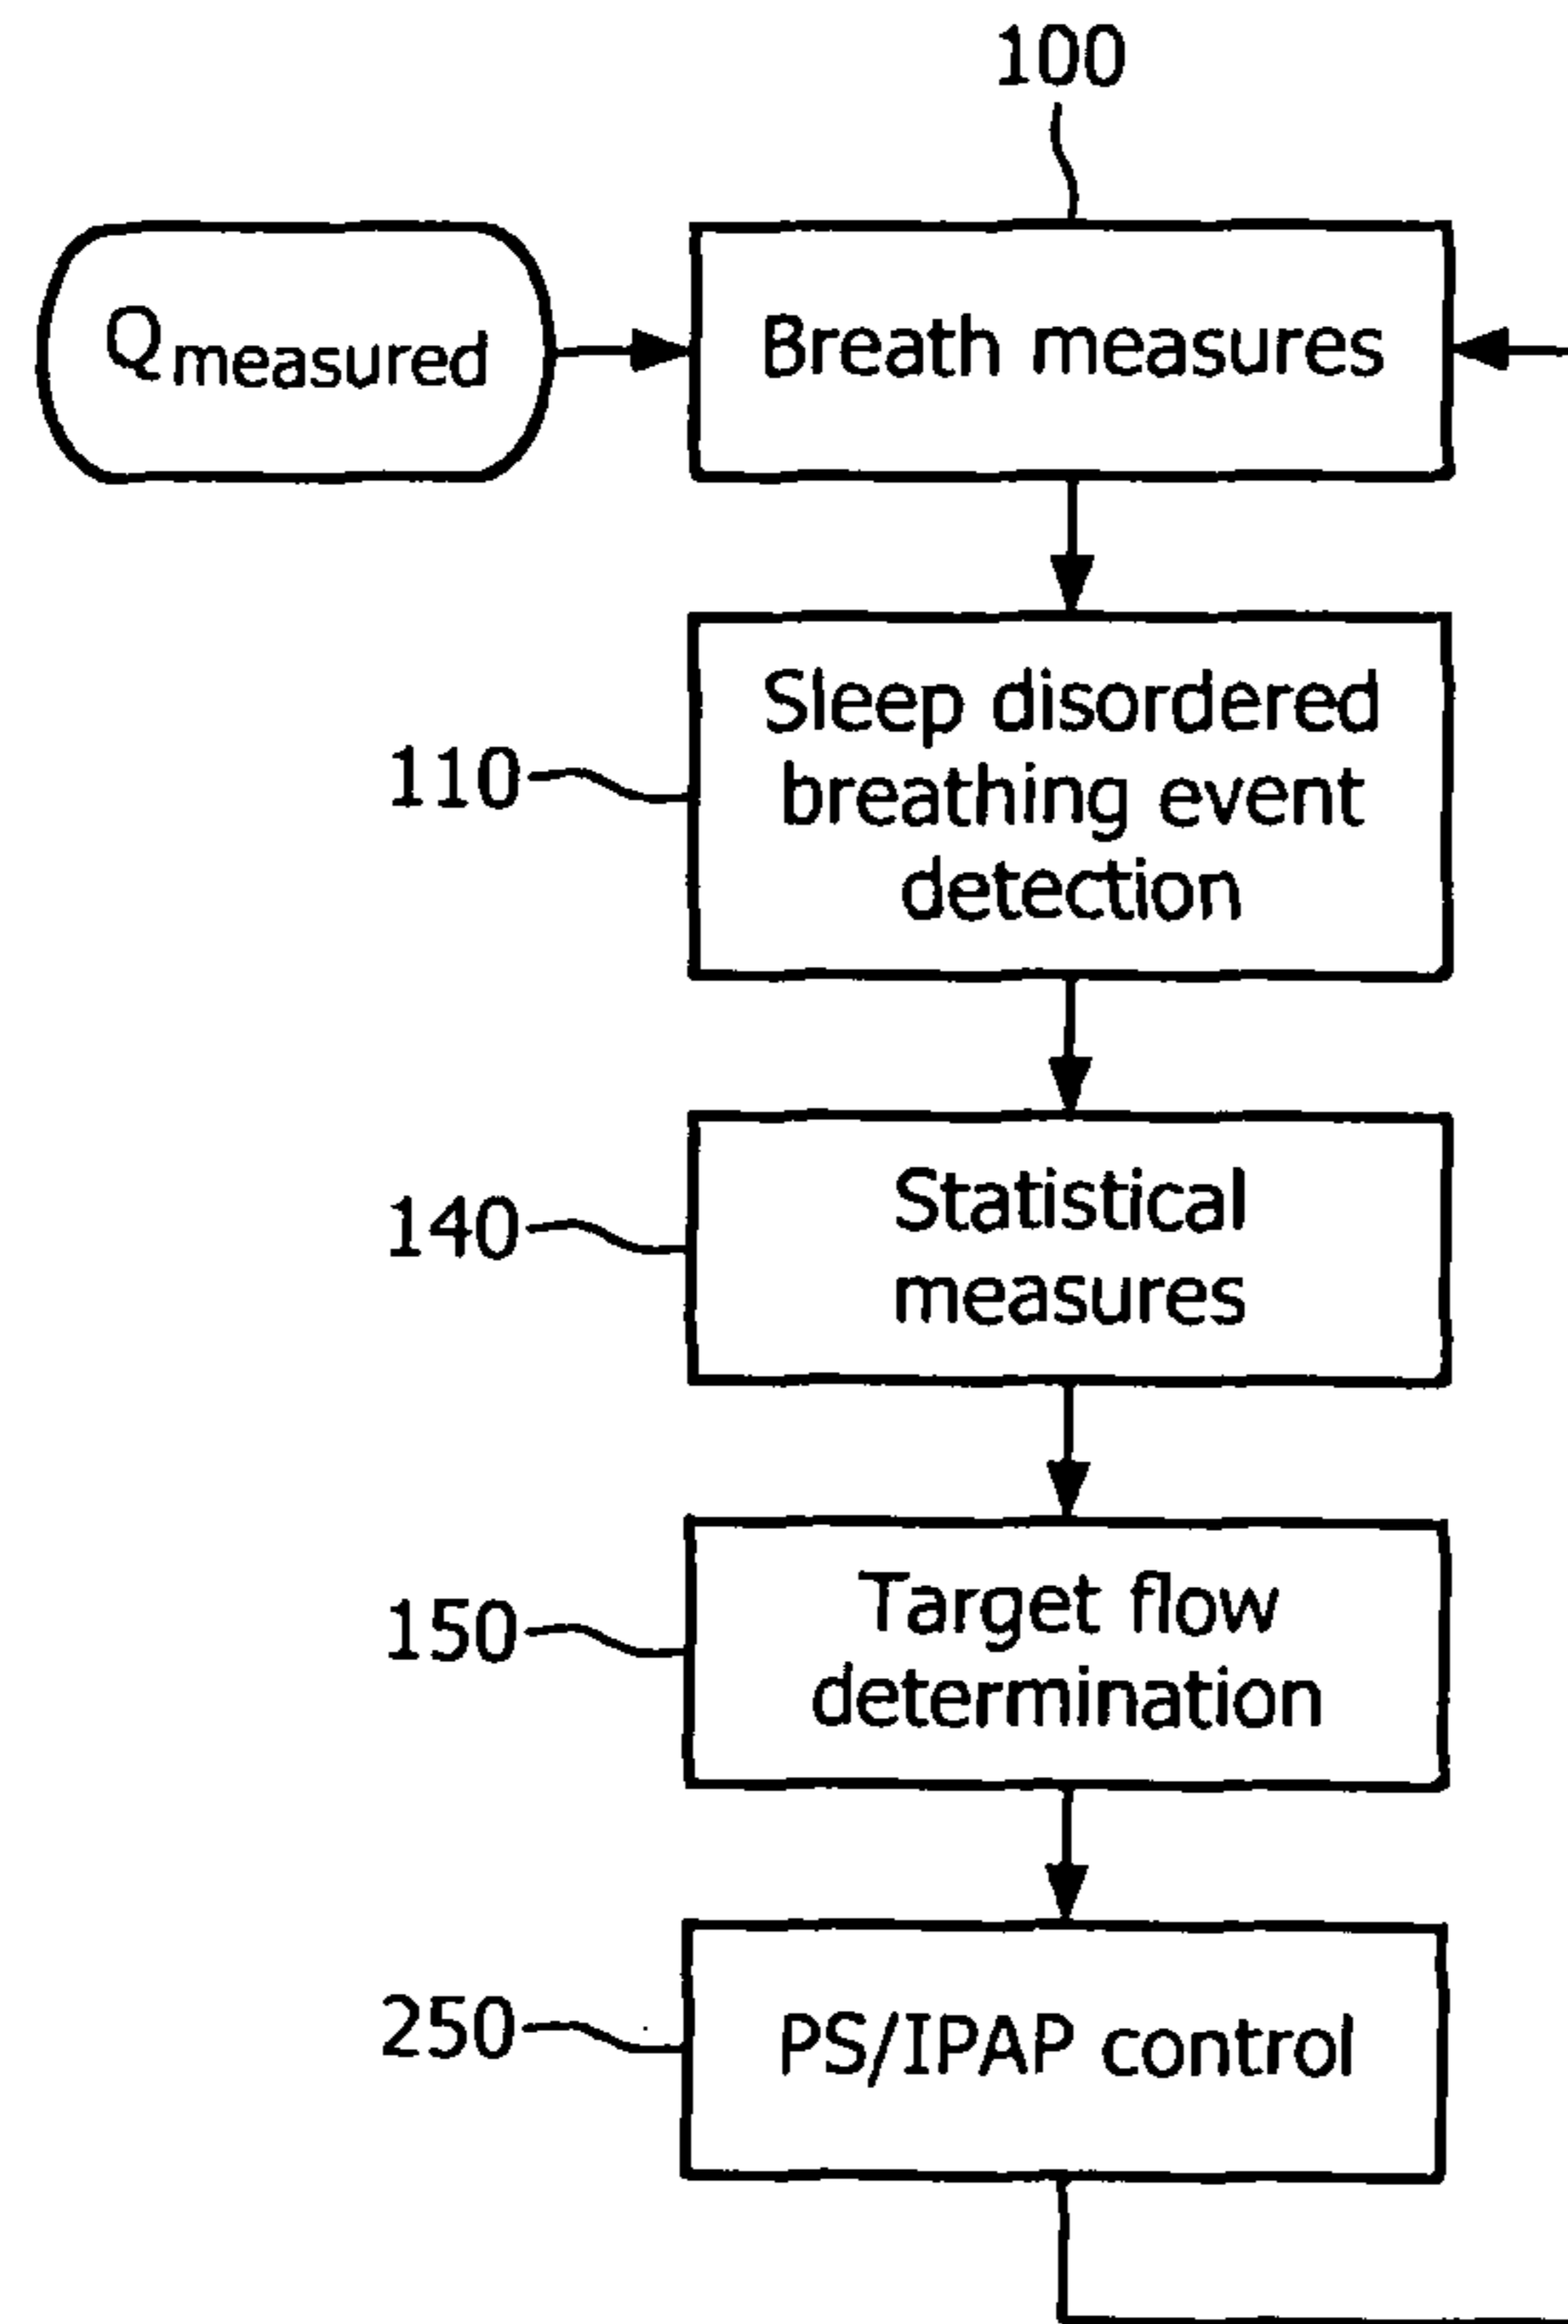 100
Qmeasured
Breath measures
110
Sleep disordered
breathing event
detection
140
Statistical
measures
150
Target flow
determination
250
PS/IPAP control